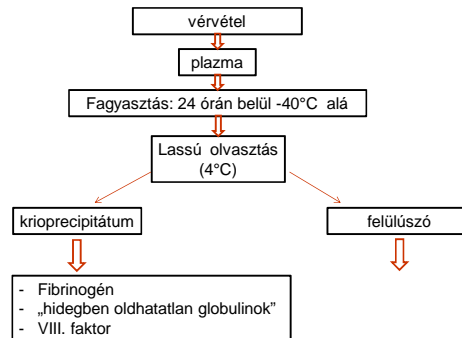 vérvétel
plazma
Fagyasztás: 24 órán belül -40°C alá
Lassú olvasztás
(4°C)
krioprecipitátum
felülúszó
- Fibrinogén
- „hidegben oldhatatlan globulinok”
- VIII. faktor